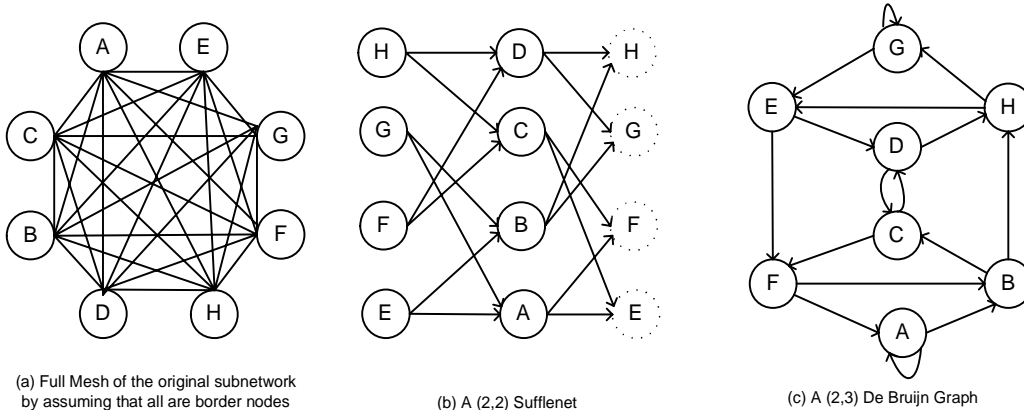 A E
C G
B F
D H
(a) Full Mesh of the original subnetwork
by assuming that all are border nodes
H D H
G C G
F B F
E A E
(b) A (2,2) Sufflenet
G
E H
D
C
F B
A
(c) A (2,3) De Bruijn Graph